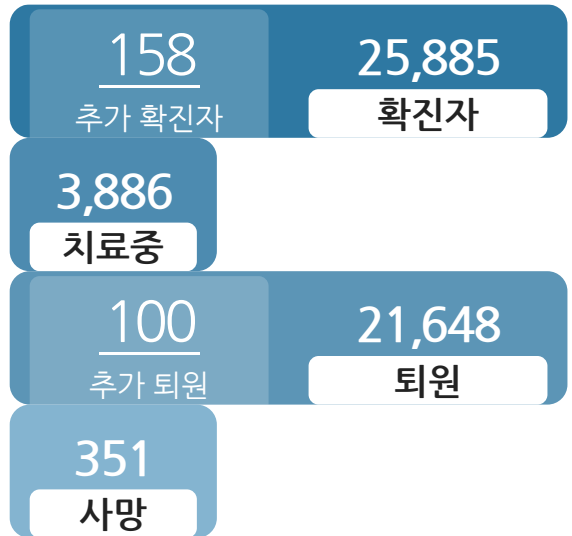 158
추가 확진자
25,885
확진자
3,886
치료중
100
추가 퇴원
21,648
퇴원
351
사망